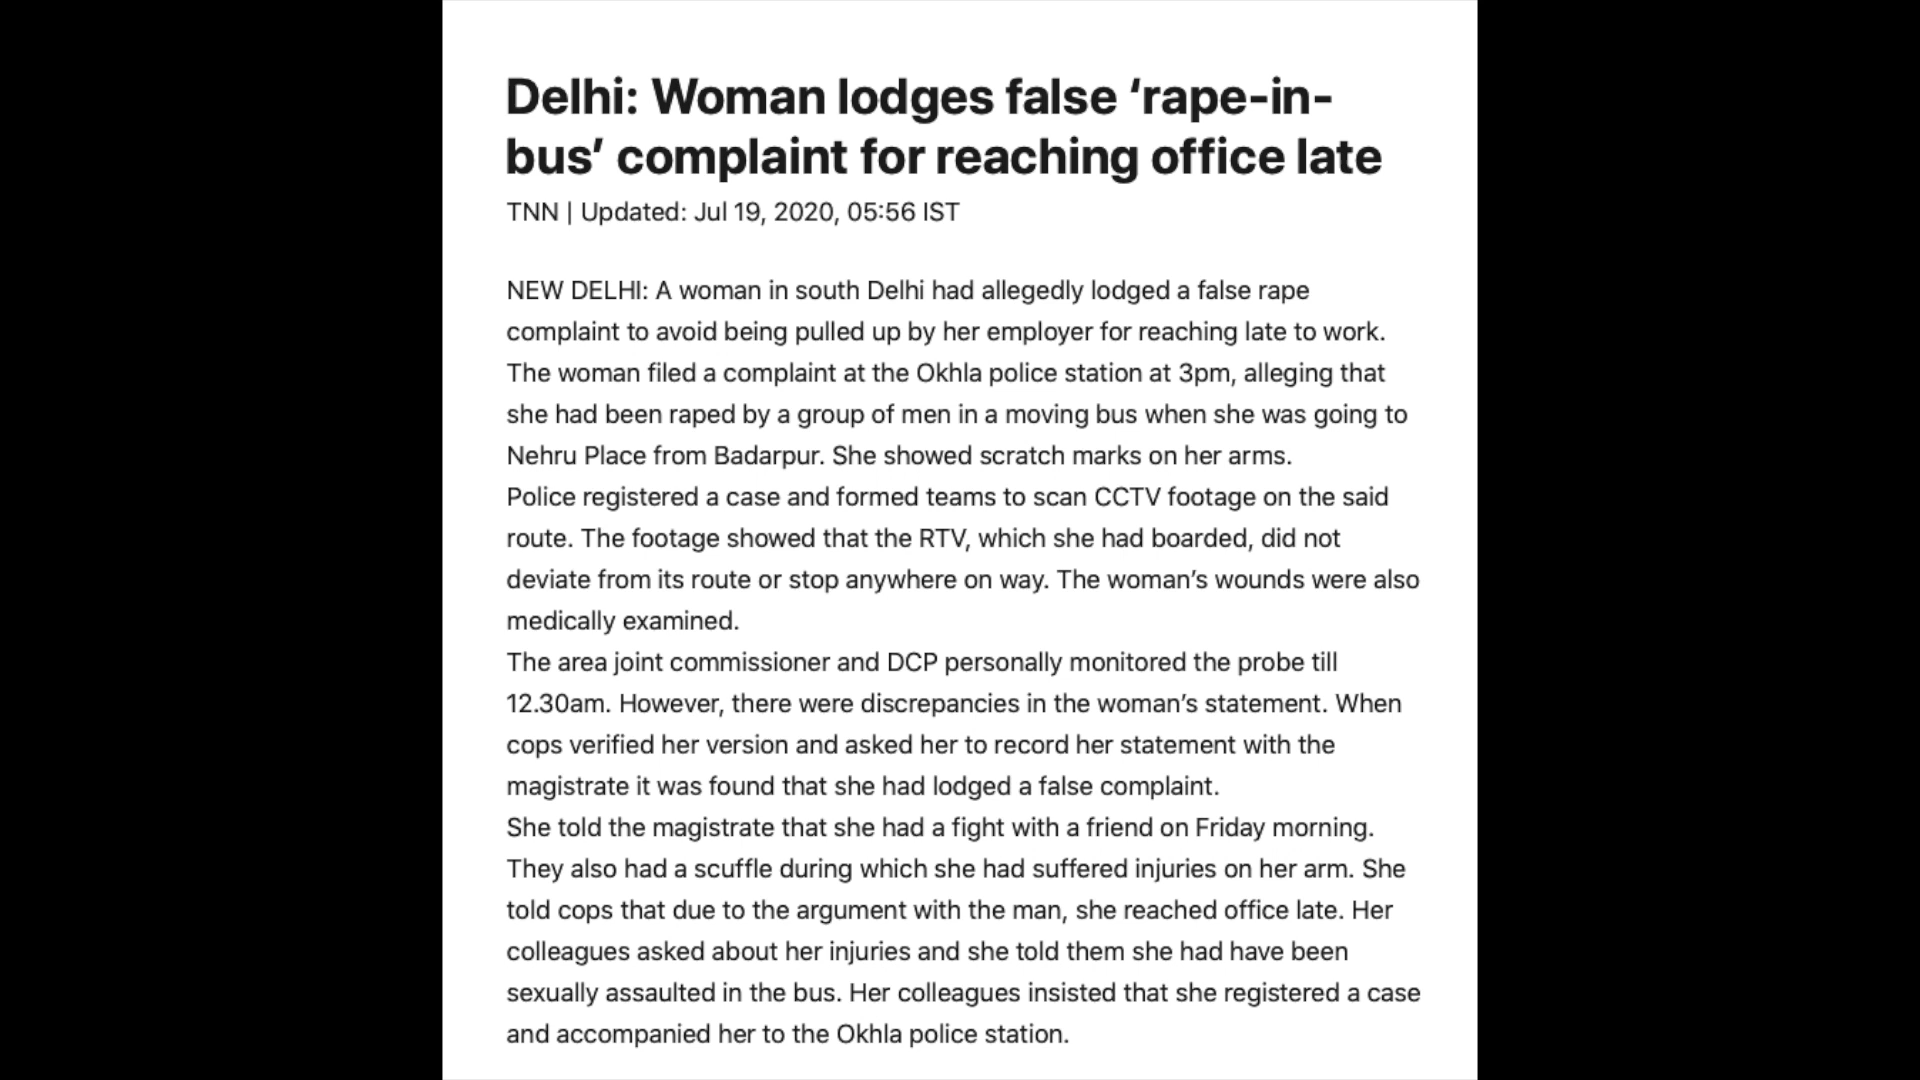 Delhi: Woman lodges false ‘rape-in-
bus’ complaint for reaching office late
TNN | Updated: Jul 19, 2020, 05:56 IST
NEW DELHI: A woman in south Delhi had allegedly lodged a false rape
complaint to avoid being pulled up by her employer for reaching late to work.
The woman filed a complaint at the Okhla police station at 3pm, alleging that
she had been raped by a group of men in a moving bus when she was going to
Nehru Place from Badarpur. She showed scratch marks on her arms.
Police registered a case and formed teams to scan CCTV footage on the said
route. The footage showed that the RTV, which she had boarded, did not
deviate from its route or stop anywhere on way. The woman’s wounds were also
medically examined.
The area joint commissioner and DCP personally monitored the probe till
12.30am. However, there were discrepancies in the woman’s statement. When
cops verified her version and asked her to record her statement with the
magistrate it was found that she had lodged a false complaint.
She told the magistrate that she had a fight with a friend on Friday morning.
They also had a scuffle during which she had suffered injuries on her arm. She
told cops that due to the argument with the man, she reached office late. Her
colleagues asked about her injuries and she told them she had have been
sexually assaulted in the bus. Her colleagues insisted that she registered a case
and accompanied her to the Okhla police station.